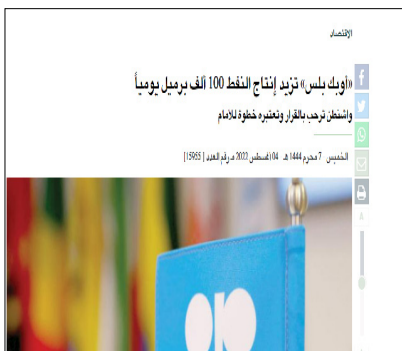 الاقتصاد
«أوبك بلس» تزيد إنتاج النفط 100 ألف برميل يومياً
واشنطن ترحب بالقرار وتعتبره خطوة للأمام
الخميس - 7 محرم 1444 هـ - 04 أغسطس 2022 مـ رقم العدد [15955]